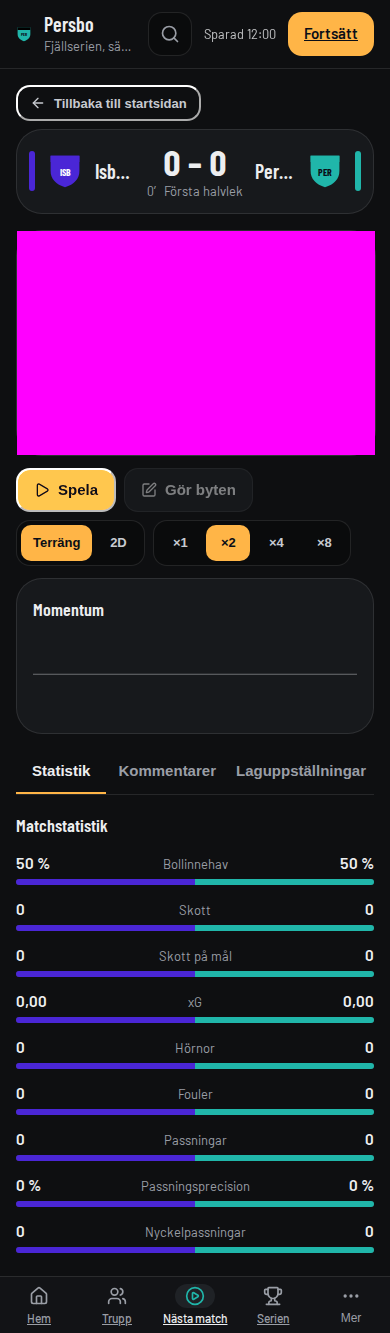 Persbo
Fjällserien, sä...
Sparad 12:00
Fortsätt
Tillbaka till startsidan
ISB
Isb...
0 – 0
Per...
PER
0′ Första halvlek
Spela
Gör byten
Terräng
2D
×1
×2
×4
×8
Momentum
Statistik
Kommentarer
Laguppställningar
Matchstatistik
50 % Bollinnehav 50 %
0 Skott 0
0 Skott på mål 0
0,00 xG 0,00
0 Hörnor 0
0 Fouler 0
0 Passningar 0
0 % Passningsprecision 0 %
0 Nyckelpassningar 0
Hem
Trupp
Nästa match
Serien
Mer